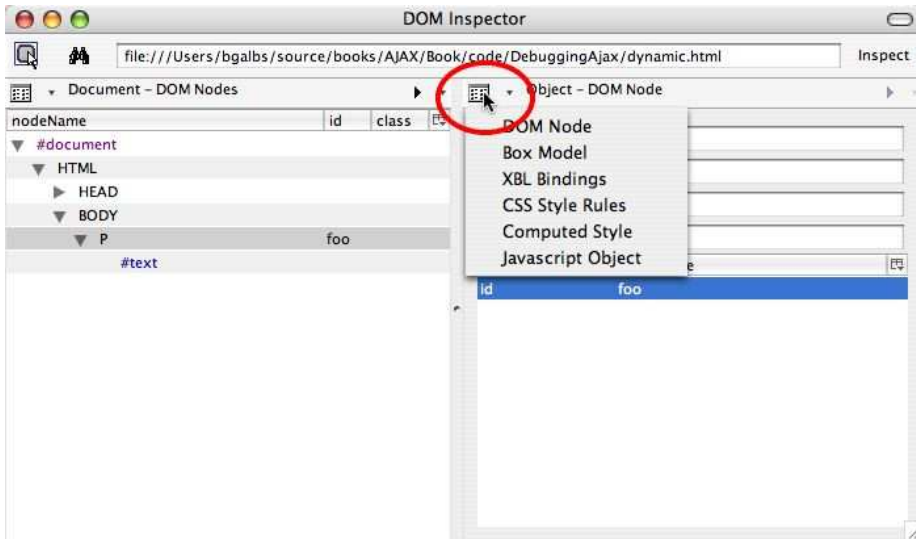 DOM Inspector
file:///Users/bgalbs/source/books/AJAX/Book/code/DebuggingAjax/dynamic.html
Inspect
Document – DOM Nodes
Object – DOM Node
nodeName id class
#document
HTML
HEAD
BODY
P foo
#text
DOM Node
Box Model
XBL Bindings
CSS Style Rules
Computed Style
Javascript Object
id foo